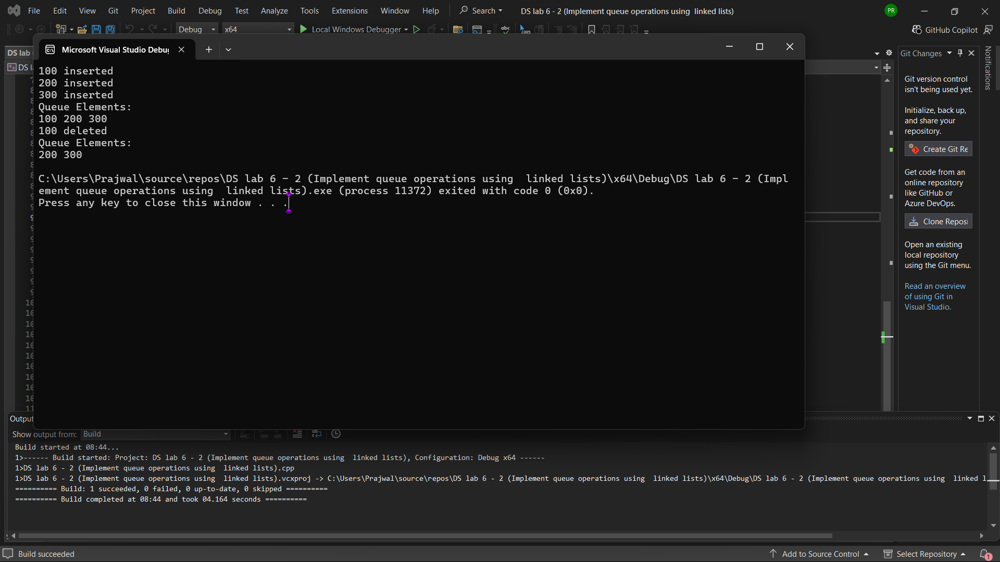 File Edit View Git Project Build Debug Test Analyze Tools Extensions Window Help Search DS lab 6 - 2 (Implement queue operations using  linked lists) PR
Debug x64 Local Windows Debugger GitHub Copilot
DS lab
Microsoft Visual Studio Debug
Git Changes
Notifications
100 inserted
200 inserted
300 inserted
Queue Elements:
100 200 300
100 deleted
Queue Elements:
200 300
C:\Users\Prajwal\source\repos\DS lab 6 - 2 (Implement queue operations using  linked lists)\x64\Debug\DS lab 6 - 2 (Impl
ement queue operations using  linked lists).exe (process 11372) exited with code 0 (0x0).
Press any key to close this window . . .
Git version control
isn't being used yet.
Initialize, back up,
and share your
repository.
Create Git Re
Get code from an
online repository
like GitHub or
Azure DevOps.
Clone Reposi
Open an existing
local repository
using the Git menu.
Read an overview
of using Git in
Visual Studio.
Output
Show output from: Build
Build started at 08:44...
1>------ Build started: Project: DS lab 6 - 2 (Implement queue operations using  linked lists), Configuration: Debug x64 ------
1>DS lab 6 - 2 (Implement queue operations using  linked lists).cpp
1>DS lab 6 - 2 (Implement queue operations using  linked lists).vcxproj -> C:\Users\Prajwal\source\repos\DS lab 6 - 2 (Implement queue operations using  linked lists)\x64\Debug\DS lab 6 - 2 (Implement queue operations using  linked l
========== Build: 1 succeeded, 0 failed, 0 up-to-date, 0 skipped ==========
========== Build completed at 08:44 and took 04.164 seconds ==========
Build succeeded
Add to Source Control Select Repository 1